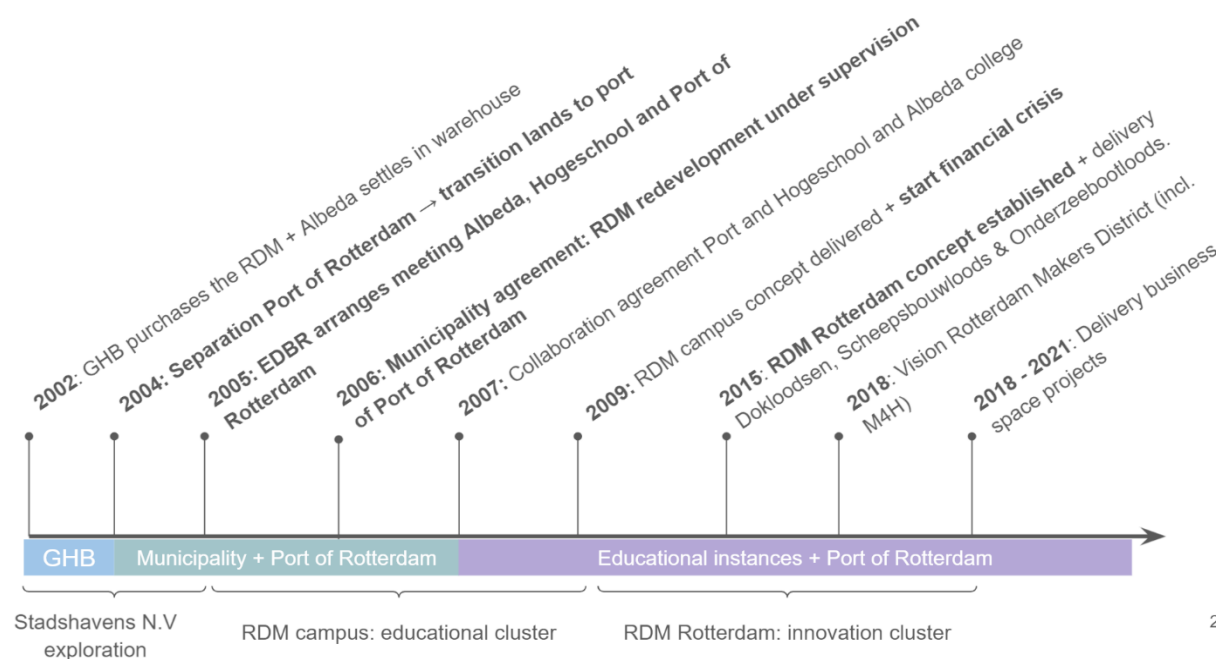 2002: GHB purchases the RDM + Albeda settles in warehouse
2004: Separation Port of Rotterdam → transition lands to port
2005: EDBR arranges meeting Albeda, Hogeschool and Port of
Rotterdam
2006: Municipality agreement: RDM redevelopment under supervision
of Port of Rotterdam
2007: Collaboration agreement Port and Hogeschool and Albeda college
2009: RDM campus concept delivered + start financial crisis
2015: RDM Rotterdam concept established + delivery
Dokloodsen, Scheepsbouwloods & Onderzeebootloods.
2018: Vision Rotterdam Makers District (incl.
M4H)
2018 - 2021: Delivery business
space projects
GHB
Municipality + Port of Rotterdam
Educational instances + Port of Rotterdam
Stadshavens N.V
exploration
RDM campus: educational cluster
RDM Rotterdam: innovation cluster
2